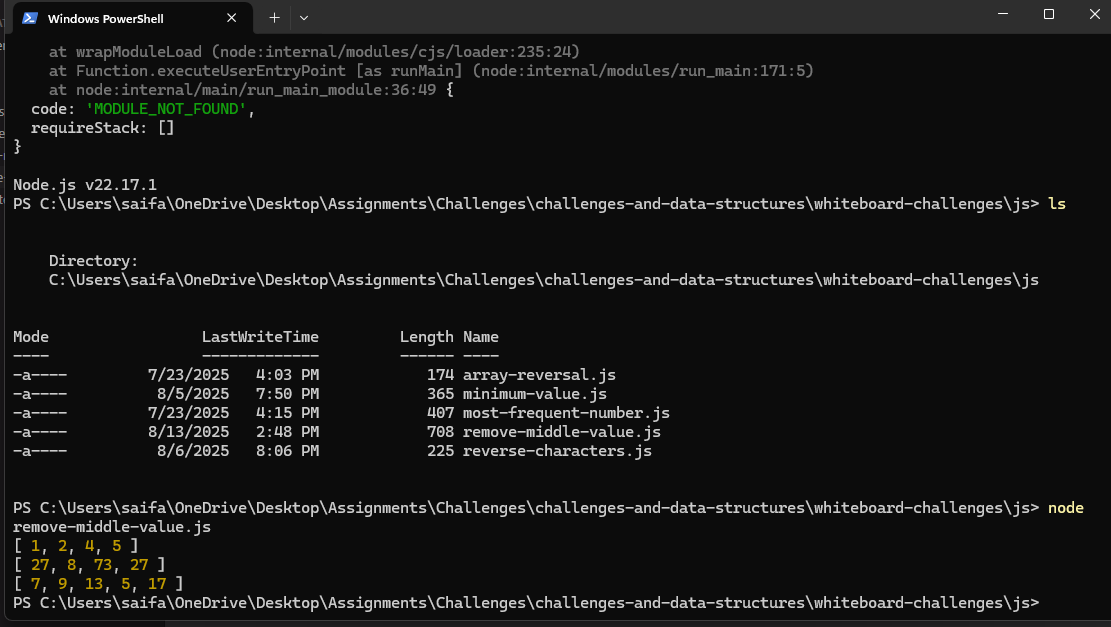 Windows PowerShell
at wrapModuleLoad (node:internal/modules/cjs/loader:235:24)
at Function.executeUserEntryPoint [as runMain] (node:internal/modules/run_main:171:5)
at node:internal/main/run_main_module:36:49 {
code: 'MODULE_NOT_FOUND',
requireStack: []
}
Node.js v22.17.1
PS C:\Users\saifa\OneDrive\Desktop\Assignments\Challenges\challenges-and-data-structures\whiteboard-challenges\js> ls
Directory:
C:\Users\saifa\OneDrive\Desktop\Assignments\Challenges\challenges-and-data-structures\whiteboard-challenges\js
Mode LastWriteTime Length Name
---- ------------- ------ ----
-a---- 7/23/2025 4:03 PM 174 array-reversal.js
-a---- 8/5/2025 7:50 PM 365 minimum-value.js
-a---- 7/23/2025 4:15 PM 407 most-frequent-number.js
-a---- 8/13/2025 2:48 PM 708 remove-middle-value.js
-a---- 8/6/2025 8:06 PM 225 reverse-characters.js
PS C:\Users\saifa\OneDrive\Desktop\Assignments\Challenges\challenges-and-data-structures\whiteboard-challenges\js> node
remove-middle-value.js
[ 1, 2, 4, 5 ]
[ 27, 8, 73, 27 ]
[ 7, 9, 13, 5, 17 ]
PS C:\Users\saifa\OneDrive\Desktop\Assignments\Challenges\challenges-and-data-structures\whiteboard-challenges\js>